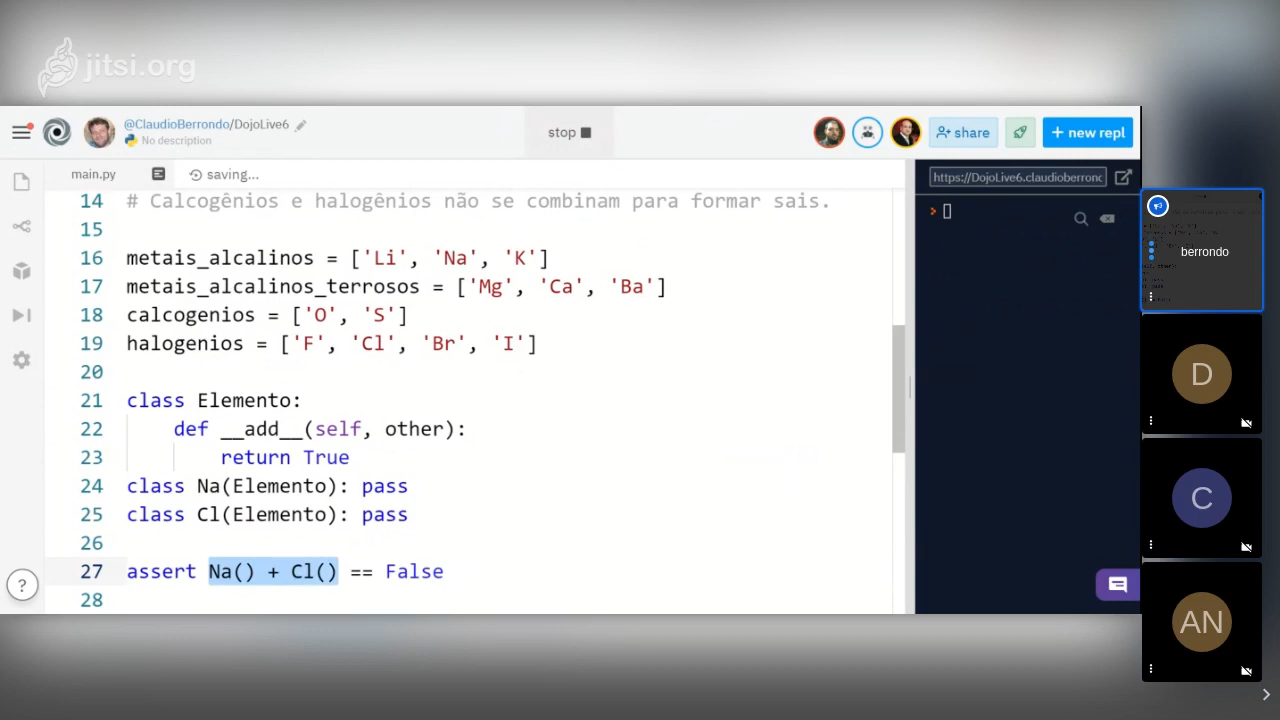 jitsi.org
@ClaudioBerrondo/DojoLive6
No description
stop
share
+ new repl
main.py
saving...
https://DojoLive6.claudioberronc
14 # Calcogênios e halogênios não se combinam para formar sais.
15
16 metais_alcalinos = ['Li', 'Na', 'K']
17 metais_alcalinos_terrosos = ['Mg', 'Ca', 'Ba']
18 calcogenios = ['O', 'S']
19 halogenios = ['F', 'Cl', 'Br', 'I']
20
21 class Elemento:
22 def __add__(self, other):
23 return True
24 class Na(Elemento): pass
25 class Cl(Elemento): pass
26
27 assert Na() + Cl() == False
28
?
berrondo
D
C
AN